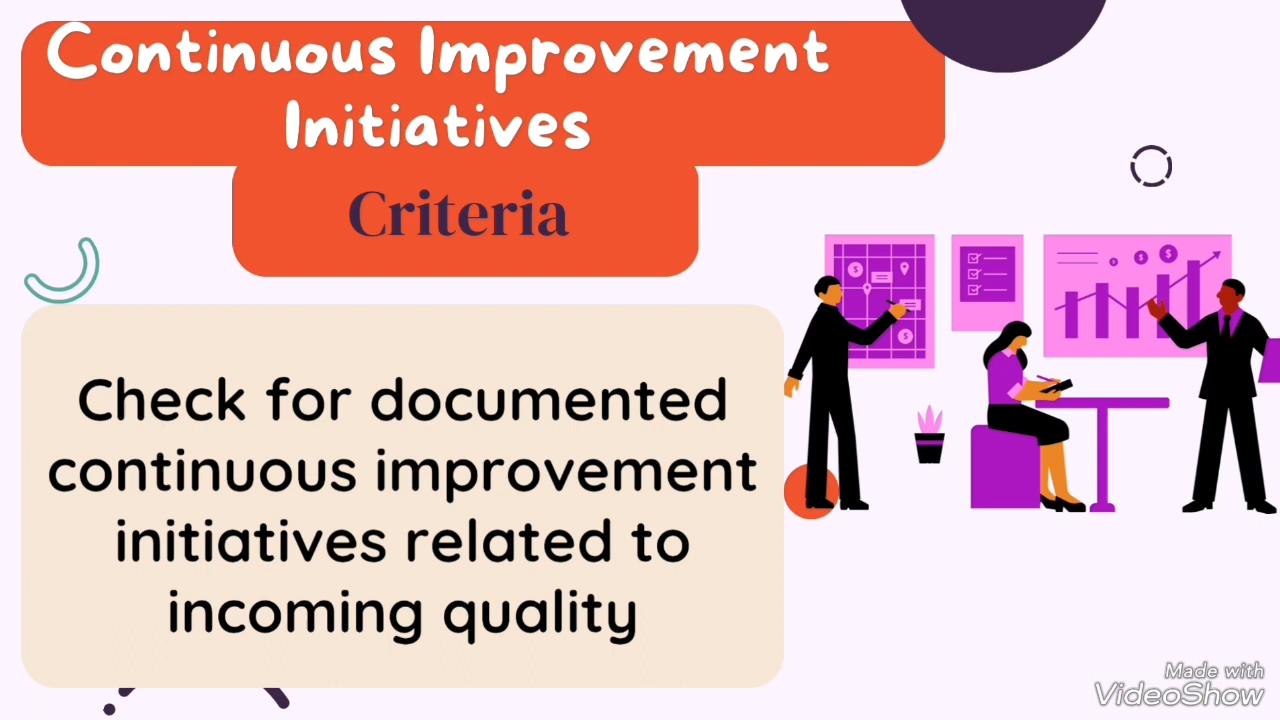 Continuous Improvement
Initiatives
Criteria
Check for documented
continuous improvement
initiatives related to
incoming quality
Made with
VideoShow